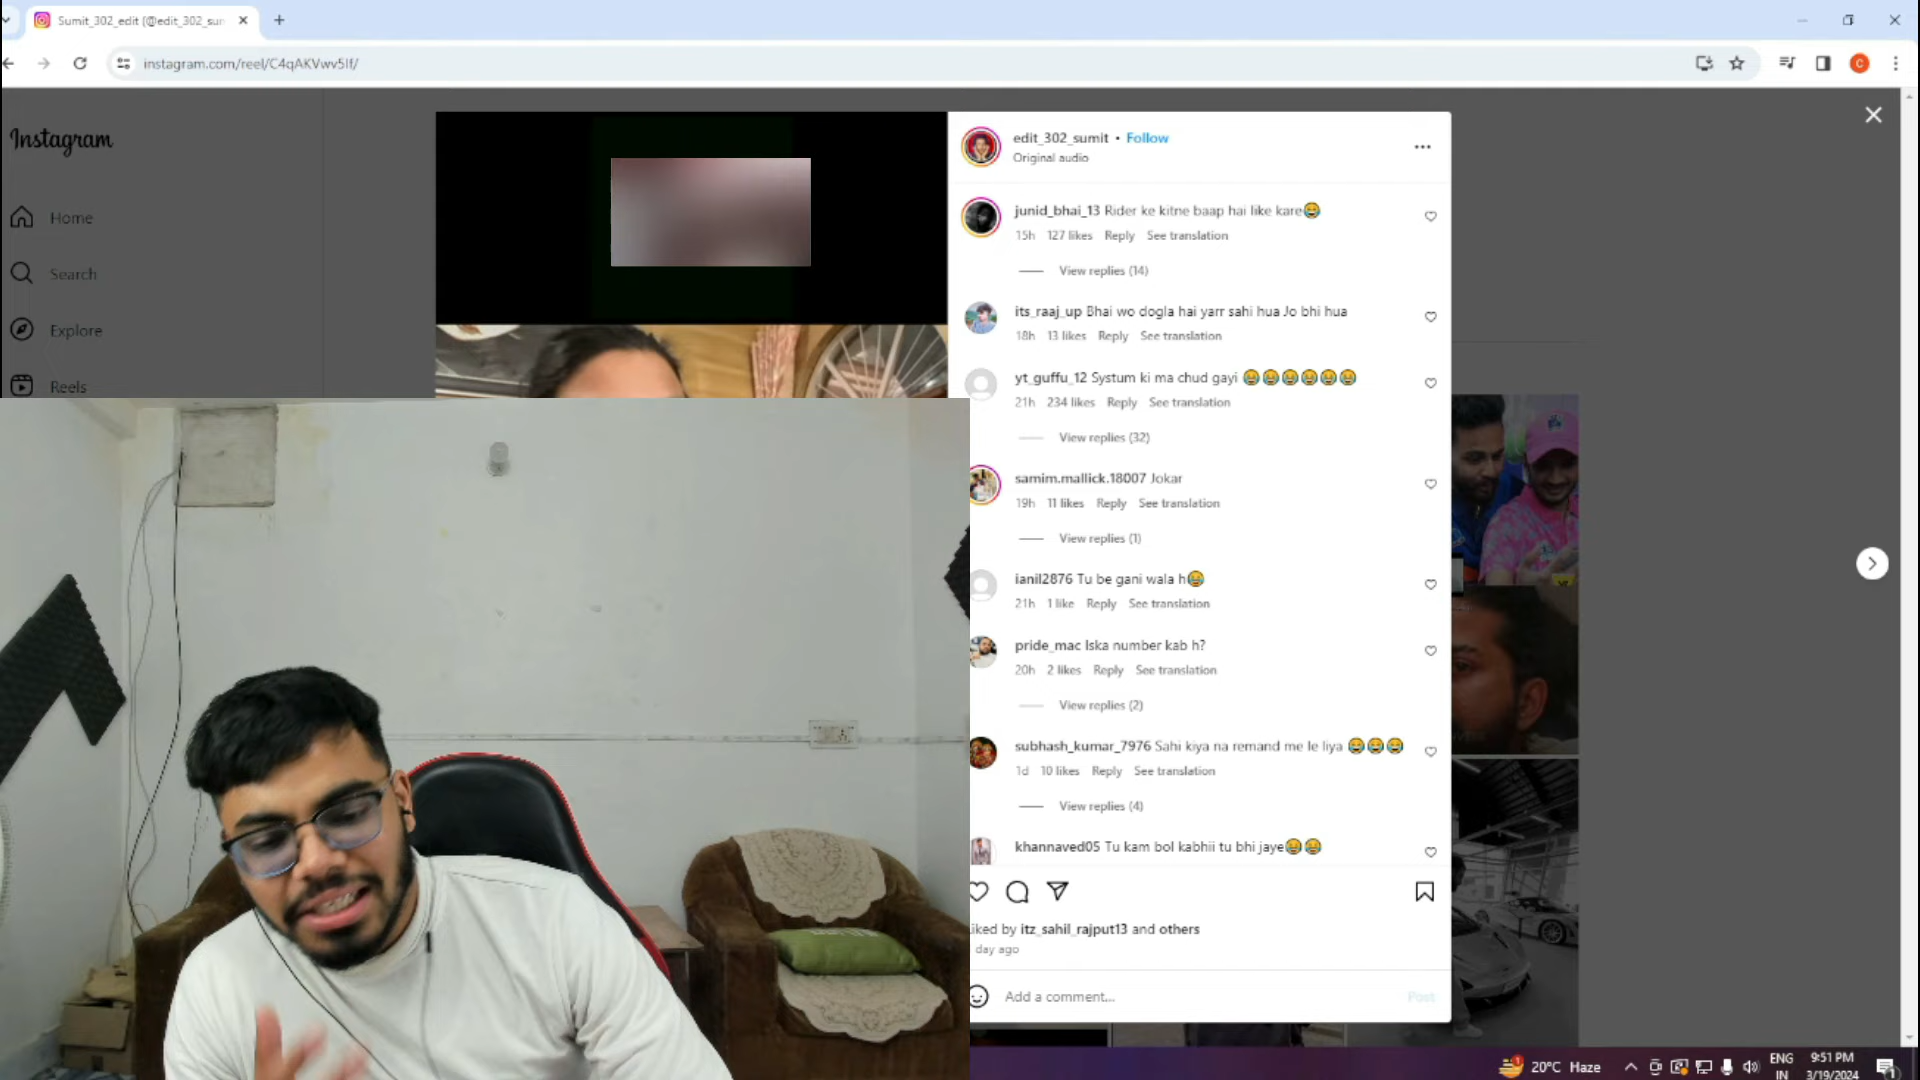 Sumit_302_edit (@edit_302_sun
instagram.com/reel/C4qAKVwv5lf/
C
Instagram
Home
Search
Explore
Reels
edit_302_sumit • Follow
Original audio
junid_bhai_13 Rider ke kitne baap hai like kare😂
15h 127 likes Reply See translation
View replies (14)
its_raaj_up Bhai wo dogla hai yarr sahi hua Jo bhi hua
18h 13 likes Reply See translation
yt_guffu_12 Systum ki ma chud gayi 😂😂😂😂😂😂
21h 234 likes Reply See translation
View replies (32)
samim.mallick.18007 Jokar
19h 11 likes Reply See translation
View replies (1)
ianil2876 Tu be gani wala h😂
21h 1 like Reply See translation
pride_mac Iska number kab h?
20h 2 likes Reply See translation
View replies (2)
subhash_kumar_7976 Sahi kiya na remand me le liya 😂😂😂
1d 10 likes Reply See translation
View replies (4)
khannaved05 Tu kam bol kabhii tu bhi jaye😂😂
iked by itz_sahil_rajput13 and others
day ago
Add a comment...
Post
20°C Haze
ENG
IN
9:51 PM
3/19/2024